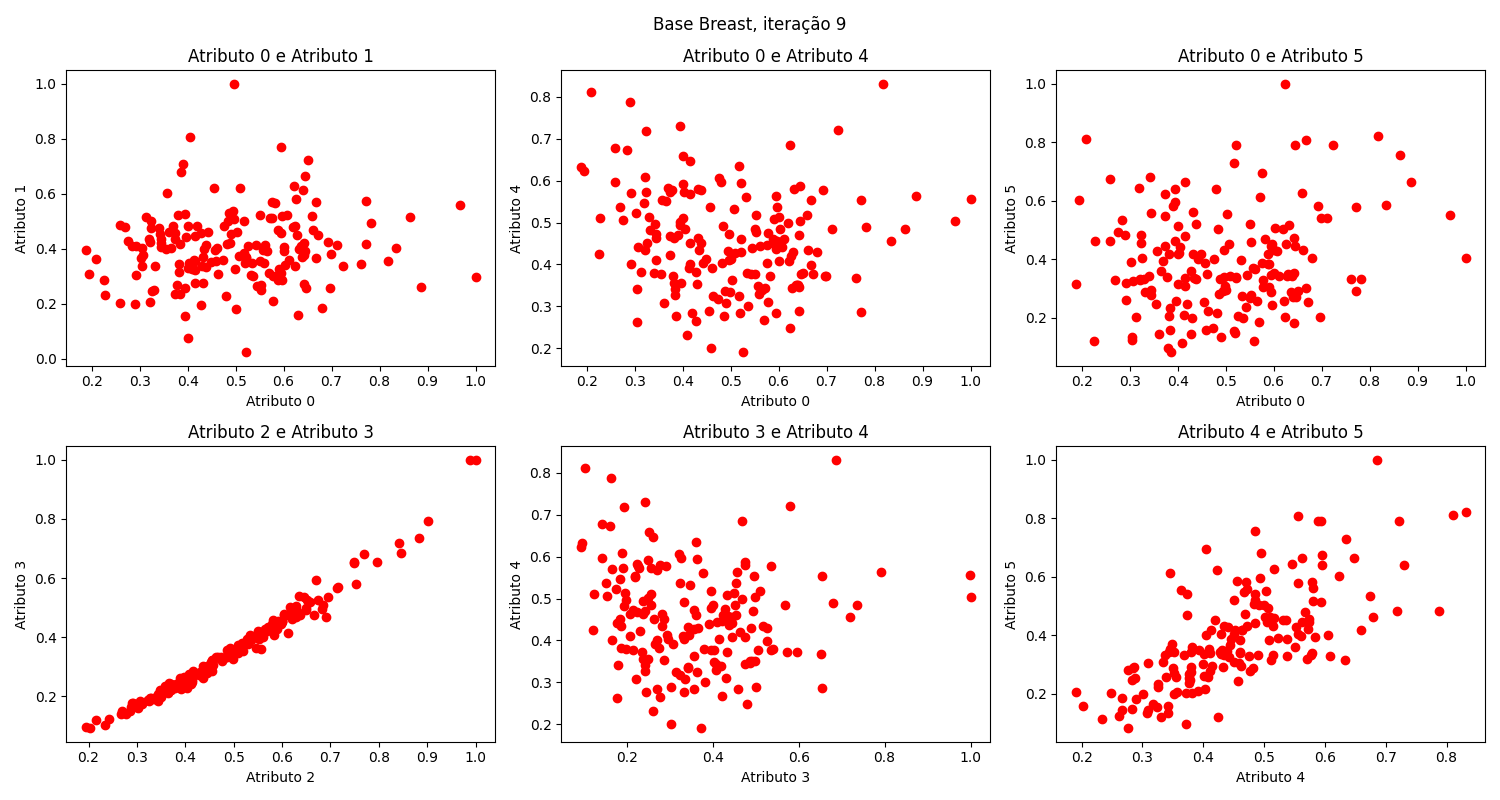 Base Breast, iteração 9
Atributo 0 e Atributo 1
Atributo 1
1.0
0.8
0.6
0.4
0.2
0.0
0.2 0.3 0.4 0.5 0.6 0.7 0.8 0.9 1.0
Atributo 0
Atributo 0 e Atributo 4
Atributo 4
0.8
0.7
0.6
0.5
0.4
0.3
0.2
0.2 0.3 0.4 0.5 0.6 0.7 0.8 0.9 1.0
Atributo 0
Atributo 0 e Atributo 5
Atributo 5
1.0
0.8
0.6
0.4
0.2
0.2 0.3 0.4 0.5 0.6 0.7 0.8 0.9 1.0
Atributo 0
Atributo 2 e Atributo 3
Atributo 3
1.0
0.8
0.6
0.4
0.2
0.2 0.3 0.4 0.5 0.6 0.7 0.8 0.9 1.0
Atributo 2
Atributo 3 e Atributo 4
Atributo 4
0.8
0.7
0.6
0.5
0.4
0.3
0.2
0.2 0.4 0.6 0.8 1.0
Atributo 3
Atributo 4 e Atributo 5
Atributo 5
1.0
0.8
0.6
0.4
0.2
0.2 0.3 0.4 0.5 0.6 0.7 0.8
Atributo 4